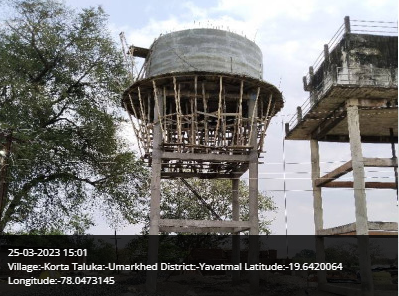 25-03-2023 15:01
Village:-Korta Taluka:-Umarkhed District:-Yavatmal Latitude:-19.6420064
Longitude:-78.0473145